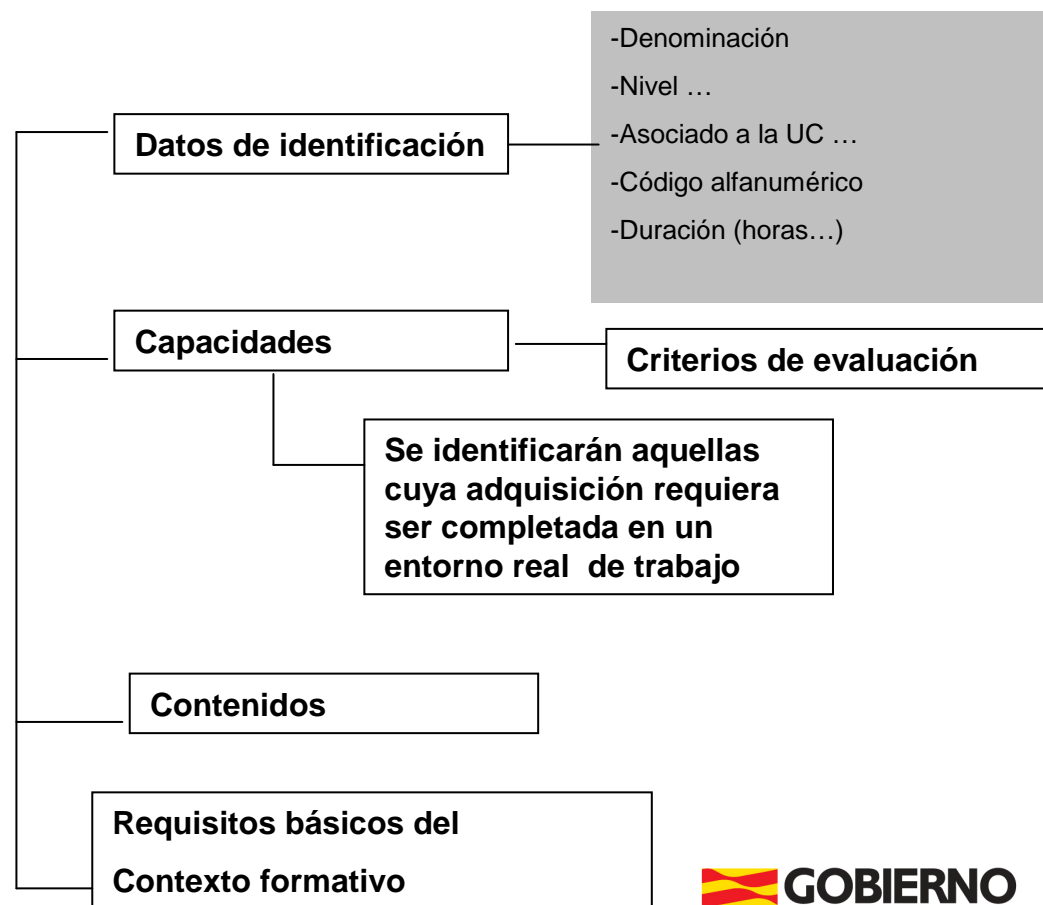 -Denominación
-Nivel …
-Asociado a la UC …
-Código alfanumérico
-Duración (horas…)
Datos de identificación
Capacidades
Criterios de evaluación
Se identificarán aquellas
cuya adquisición requiera
ser completada en un
entorno real  de trabajo
Contenidos
Requisitos básicos del
Contexto formativo
GOBIERNO